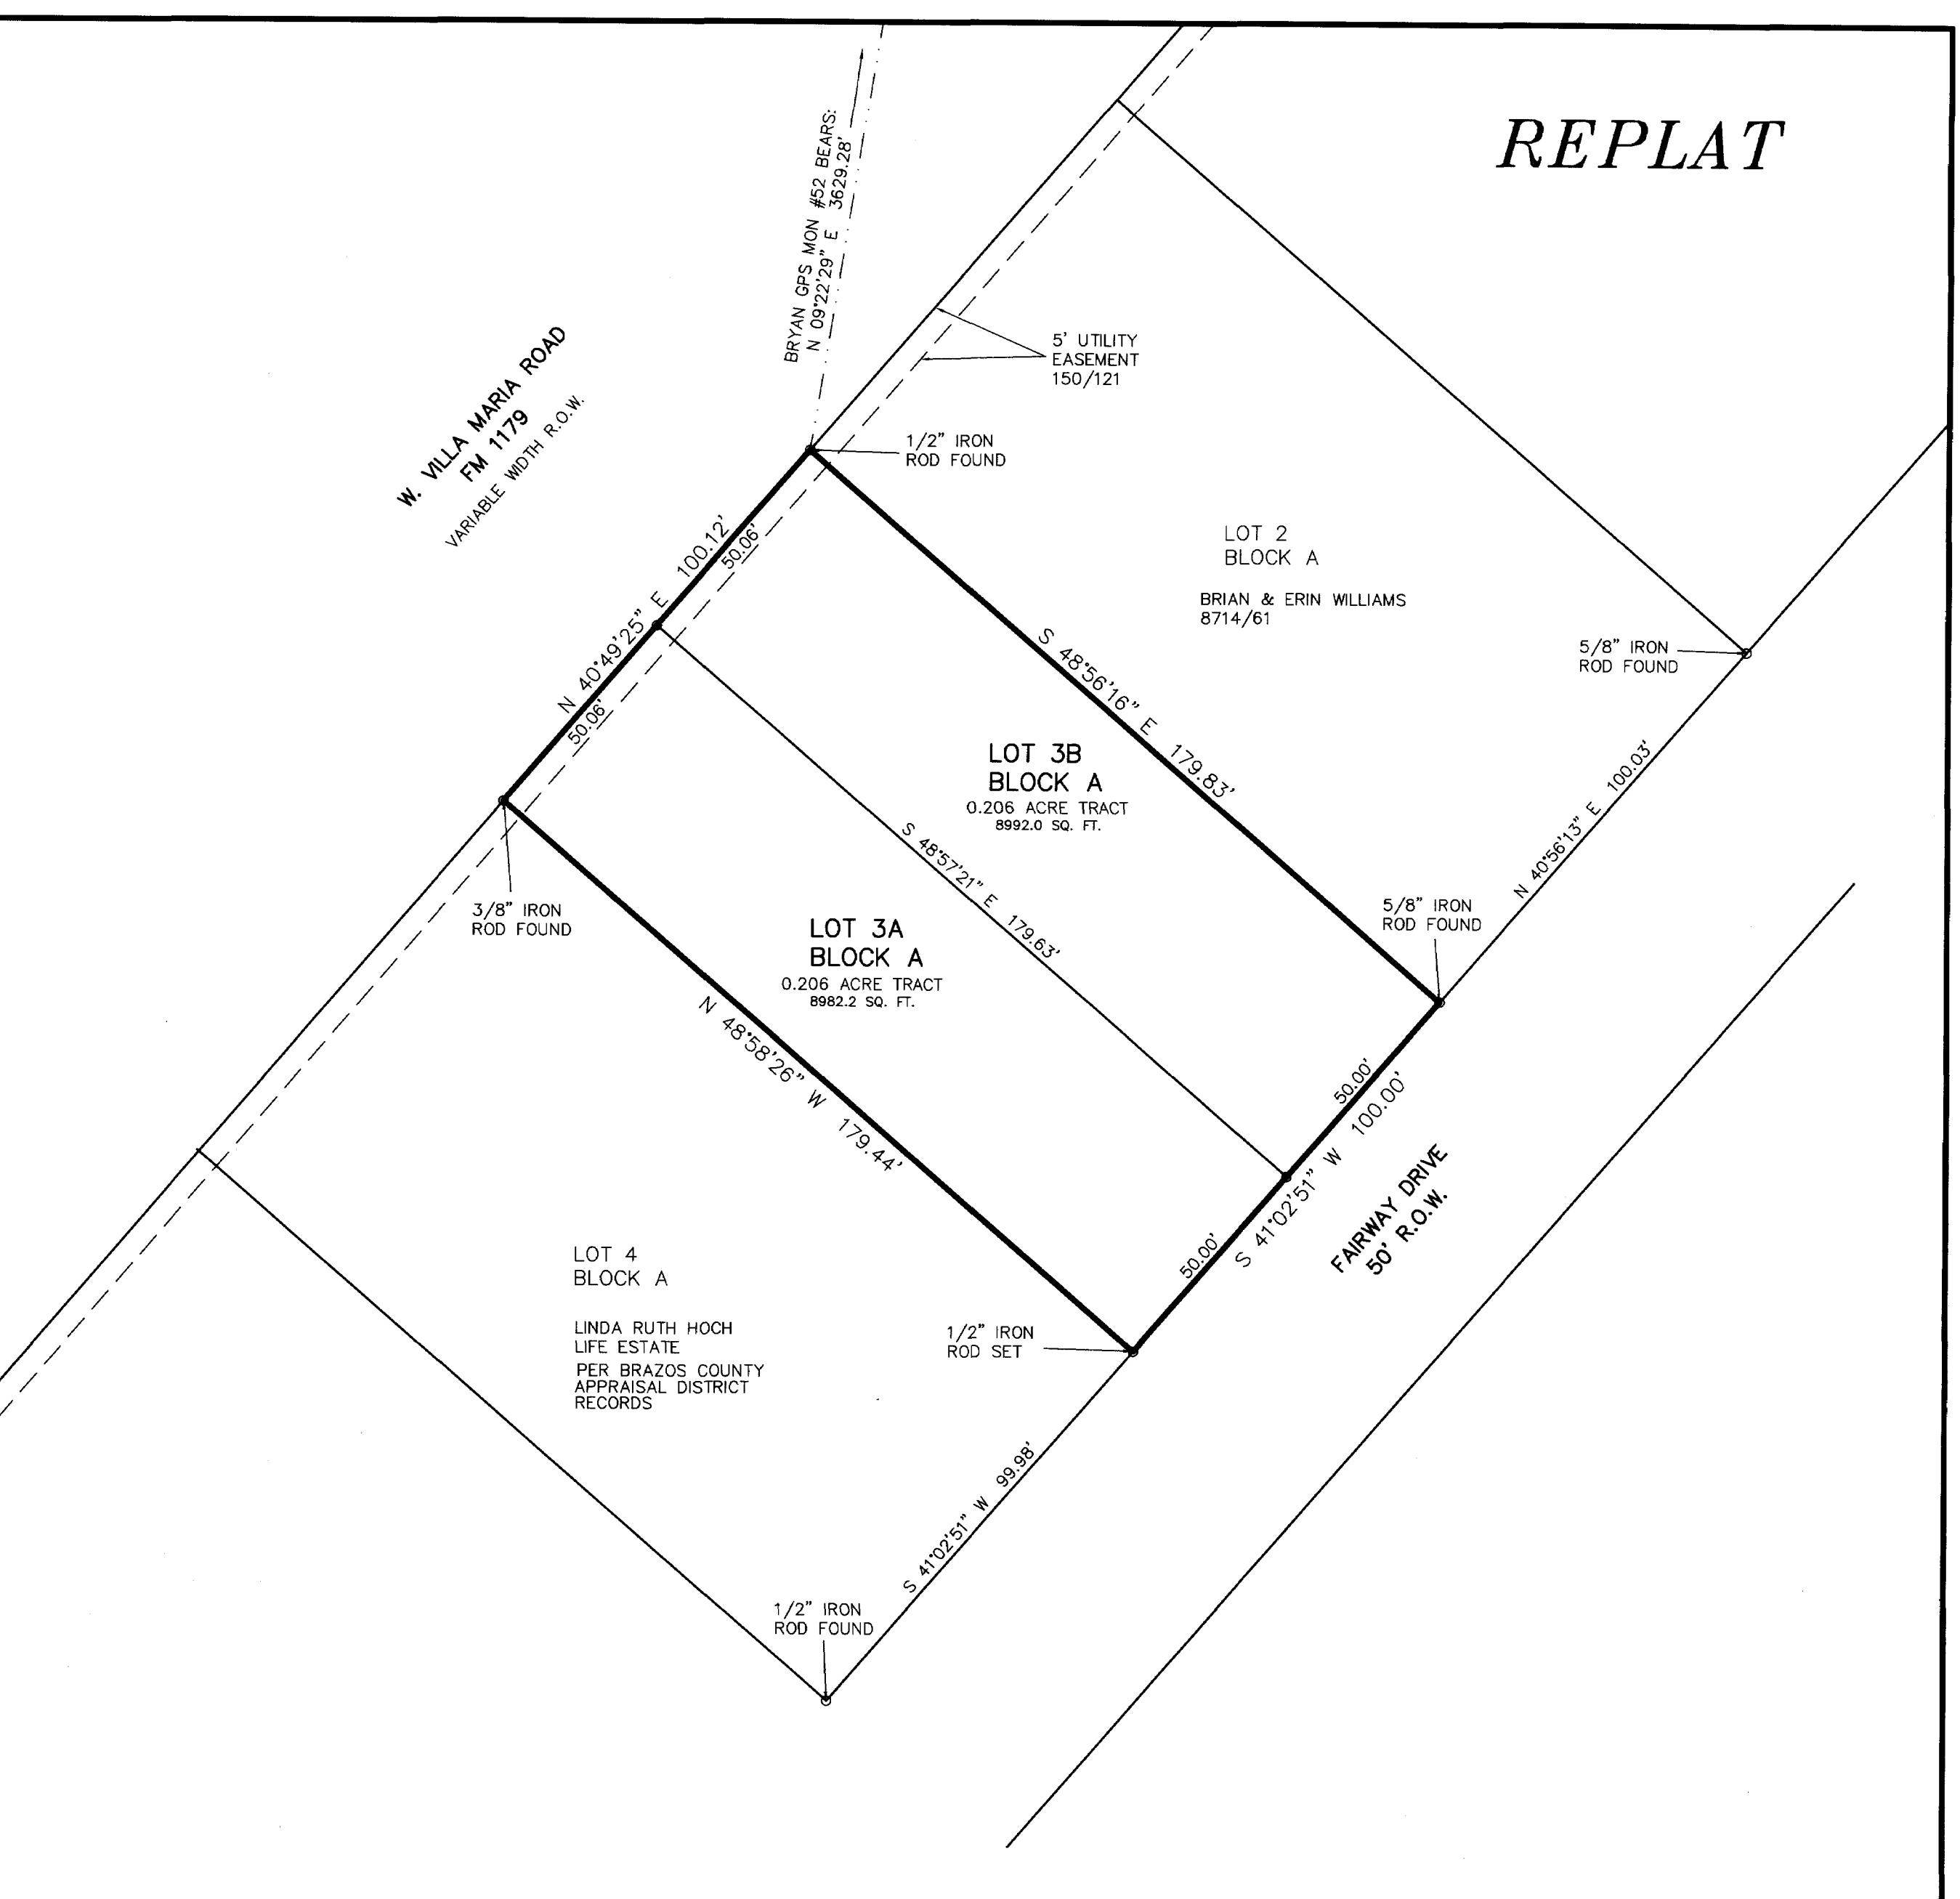 REPLAT
BRYAN GPS MON #52 BEARS:
N 09°22'29" E 3629.28'
5' UTILITY
EASEMENT
150/121
W. VILLA MARIA ROAD
FM 1179
VARIABLE WIDTH R.O.W.
1/2" IRON
ROD FOUND
N 40°49'25" E 100.12'
50.06'
50.06'
LOT 2
BLOCK A
BRIAN & ERIN WILLIAMS
8714/61
5/8" IRON
ROD FOUND
S 48°56'16" E 179.83'
LOT 3B
BLOCK A
0.206 ACRE TRACT
8992.0 SQ. FT.
N 40°56'13" E 100.03'
S 48°57'21" E 179.63'
3/8" IRON
ROD FOUND
5/8" IRON
ROD FOUND
LOT 3A
BLOCK A
0.206 ACRE TRACT
8982.2 SQ. FT.
N 48°58'26" W 179.44'
50.00'
50.00'
S 41°02'51" W 100.00'
FAIRWAY DRIVE
50' R.O.W.
LOT 4
BLOCK A
LINDA RUTH HOCH
LIFE ESTATE
PER BRAZOS COUNTY
APPRAISAL DISTRICT
RECORDS
1/2" IRON
ROD SET
S 41°02'51" W 99.98'
1/2" IRON
ROD FOUND